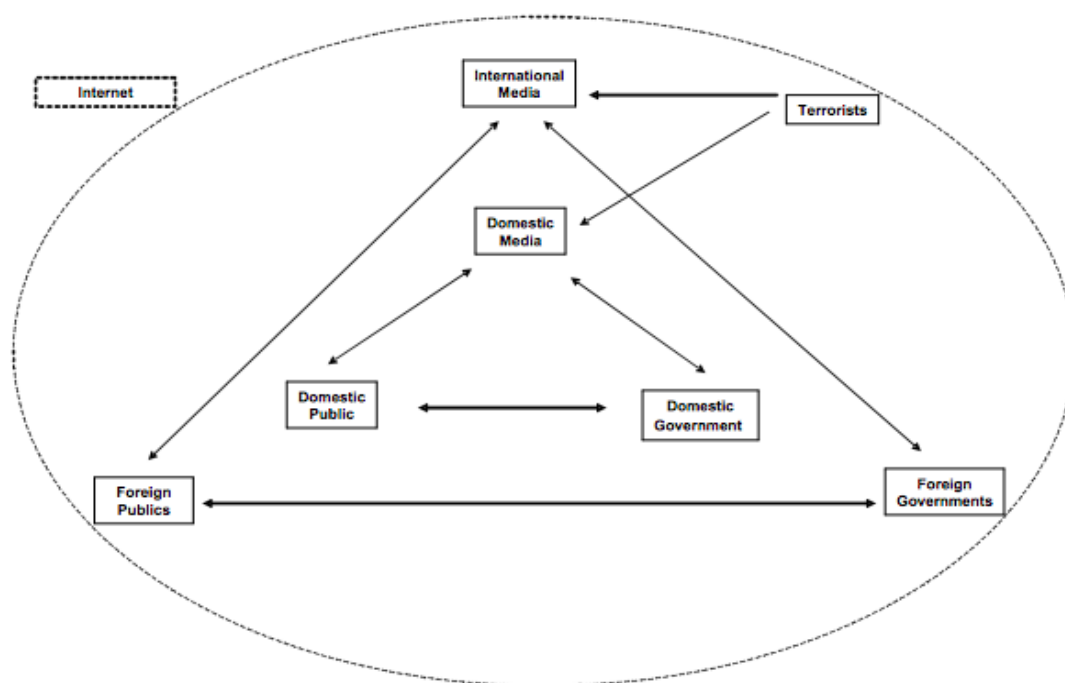 International
Media
Internet
Terrorists
Domestic
Media
Domestic
Public
Domestic
Government
Foreign
Publics
Foreign
Governments